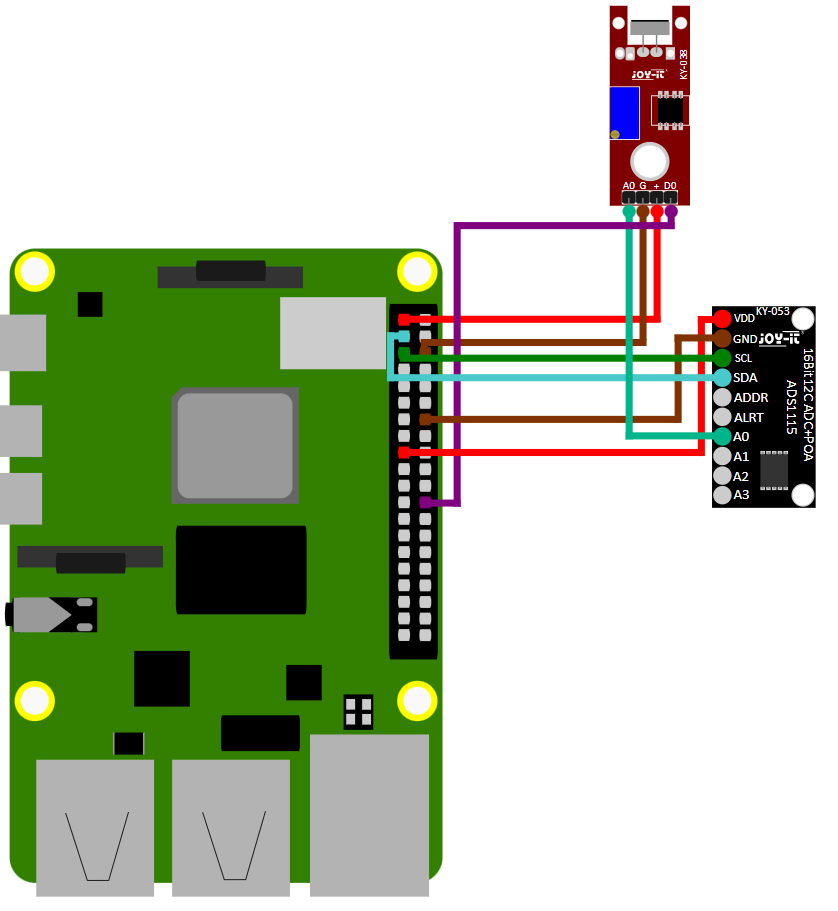 KY-038
JOY-iT
A0 G + D0
KY-053
VDD
GND
JOY-iT
SCL
SDA
ADDR
ALRT
A0
A1
A2
A3
16Bit I2C ADC+POA
ADS1115